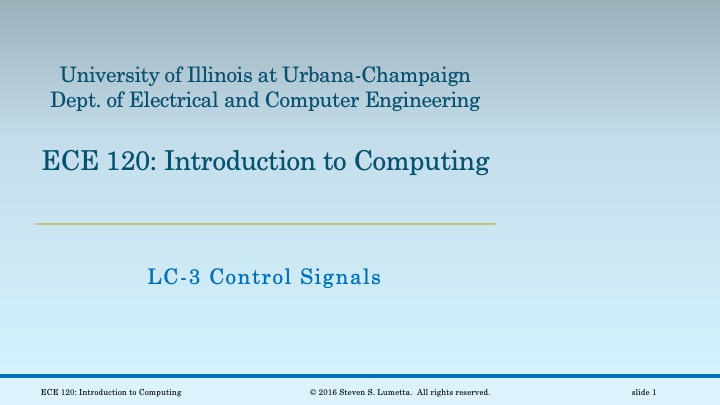 University of Illinois at Urbana-Champaign
Dept. of Electrical and Computer Engineering
ECE 120: Introduction to Computing
LC-3 Control Signals
ECE 120: Introduction to Computing
© 2016 Steven S. Lumetta.  All rights reserved.
slide 1